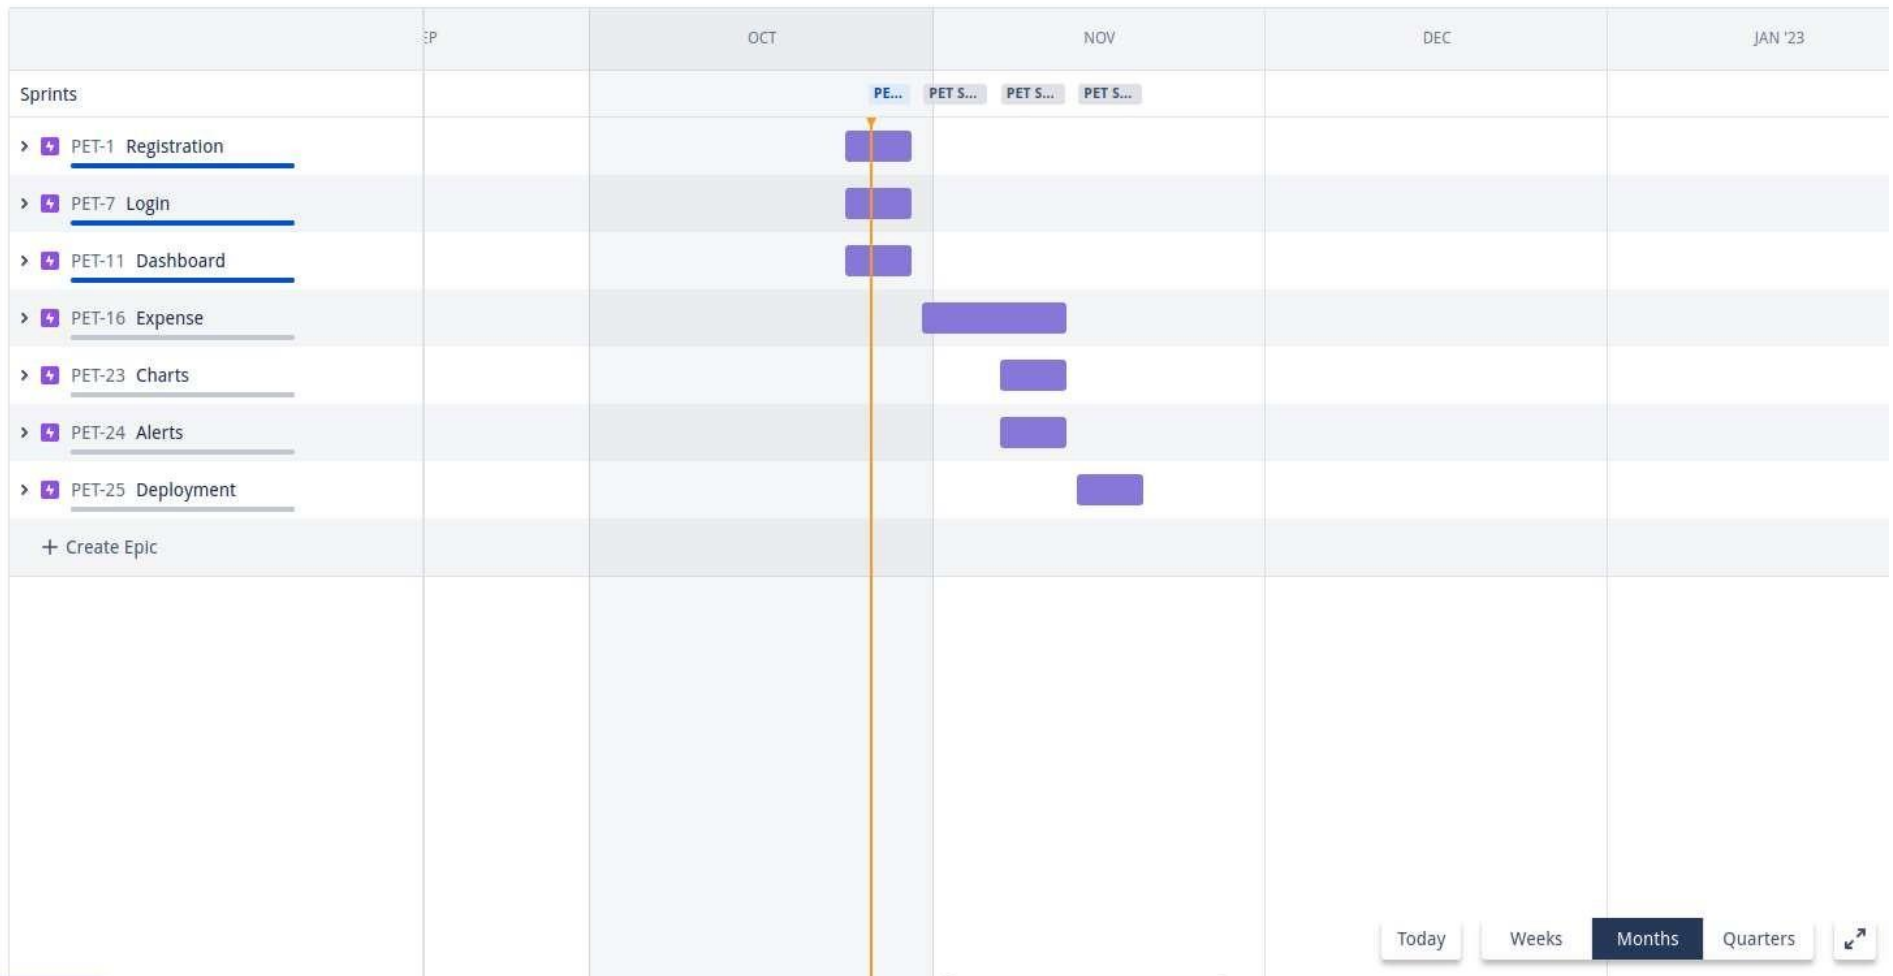 EP OCT NOV DEC JAN '23
Sprints PE... PET S... PET S... PET S...
PET-1 Registration
PET-7 Login
PET-11 Dashboard
PET-16 Expense
PET-23 Charts
PET-24 Alerts
PET-25 Deployment
+ Create Epic
Today Weeks Months Quarters